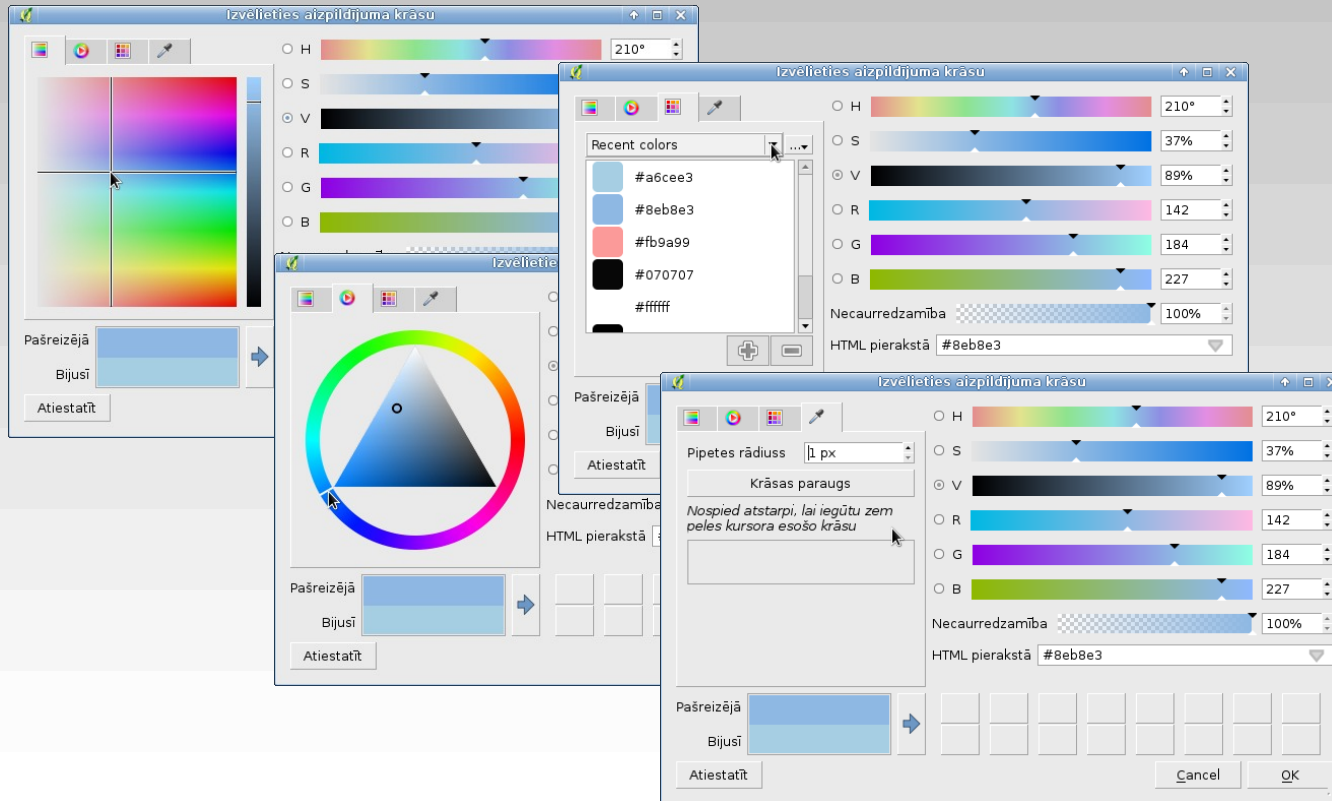 Izvēlieties aizpildījuma krāsu
H 210°
S
V
R
G
B
Pašreizējā
Bijusī
Atiestatīt
Izvēlieties aizpildījuma krāsu
Recent colors ...
#a6cee3
#8eb8e3
#fb9a99
#070707
#ffffff
H 210°
S 37%
V 89%
R 142
G 184
B 227
Necaurredzamība 100%
HTML pierakstā #8eb8e3
Pašreizējā
Bijusī
Atiestatīt
Izvēlietie
Necaurredzamība
HTML pierakstā
Pašreizējā
Bijusī
Atiestatīt
Izvēlieties aizpildījuma krāsu
Pipetes rādiuss 1 px
Krāsas paraugs
Nospied atstarpi, lai iegūtu zem
peles kursora esošo krāsu
H 210°
S 37%
V 89%
R 142
G 184
B 227
Necaurredzamība 100%
HTML pierakstā #8eb8e3
Pašreizējā
Bijusī
Atiestatīt
Cancel OK